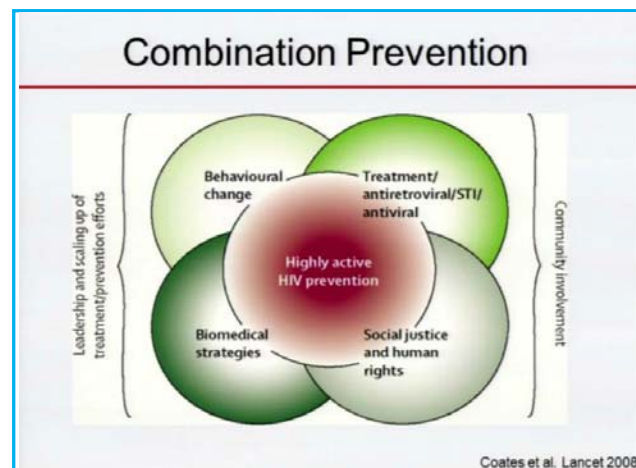 Combination Prevention
Leadership and scaling up of
treatment/prevention efforts
Behavioural
change
Treatment/
antiretroviral/STI/
antiviral
Highly active
HIV prevention
Biomedical
strategies
Social justice
and human
rights
Community involvement
Coates et al. Lancet 2008